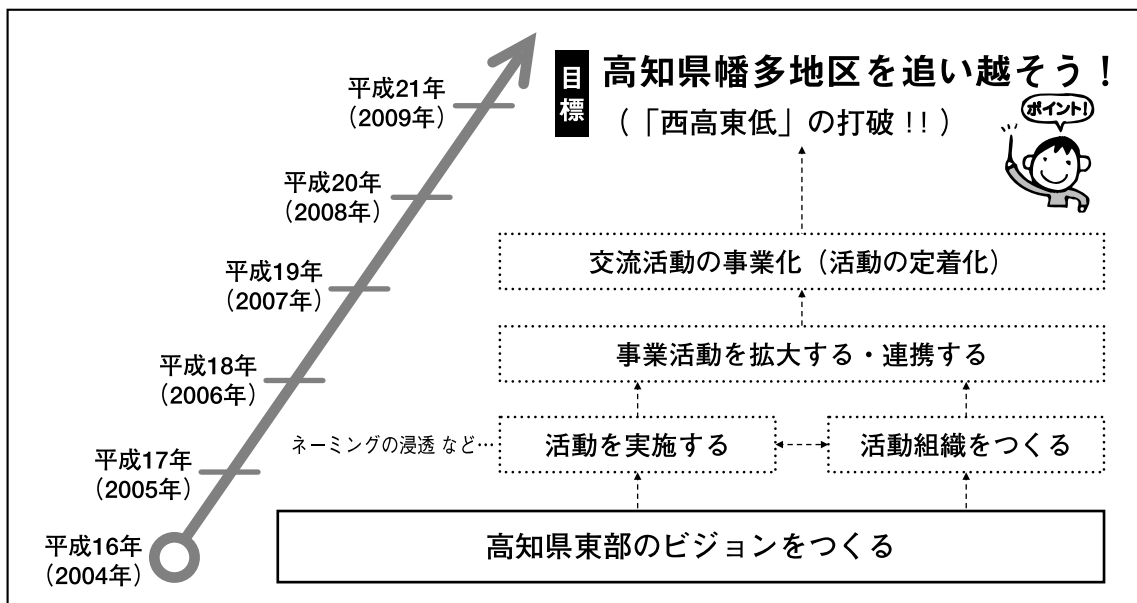 目標
高知県幡多地区を追い越そう！
（「西高東低」の打破!!）
ポイント!
平成21年
（2009年）
平成20年
（2008年）
交流活動の事業化（活動の定着化）
平成19年
（2007年）
事業活動を拡大する・連携する
平成18年
（2006年）
ネーミングの浸透 など…
活動を実施する
活動組織をつくる
平成17年
（2005年）
高知県東部のビジョンをつくる
平成16年
（2004年）